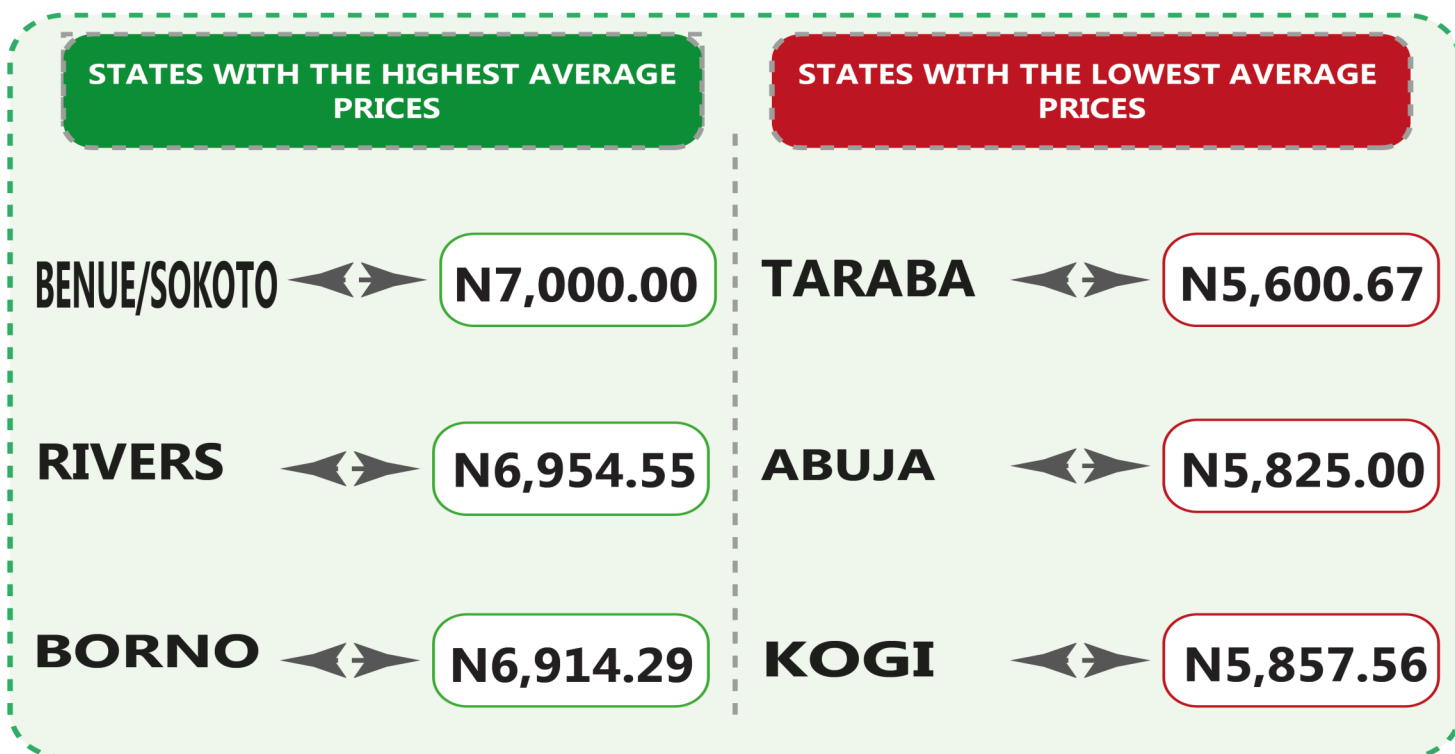 STATES WITH THE HIGHEST AVERAGE
PRICES
BENUE/SOKOTO N7,000.00
RIVERS N6,954.55
BORNO N6,914.29
STATES WITH THE LOWEST AVERAGE
PRICES
TARABA N5,600.67
ABUJA N5,825.00
KOGI N5,857.56